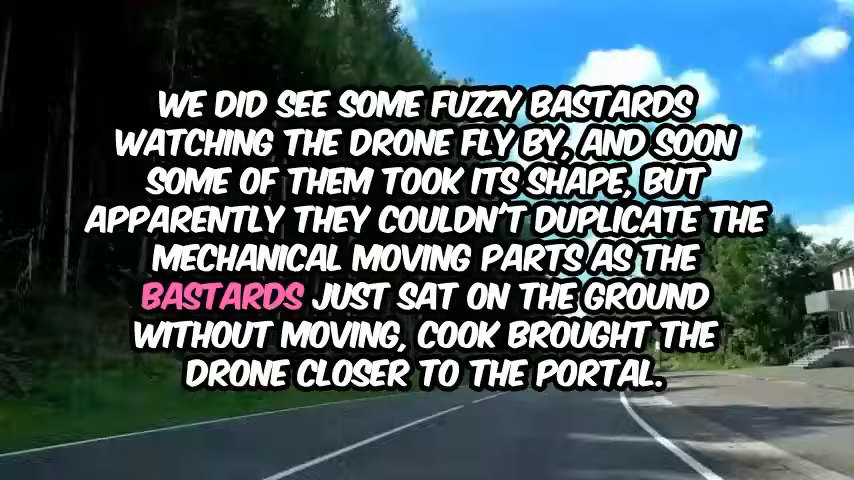 WE DID SEE SOME FUZZY BASTARDS
WATCHING THE DRONE FLY BY, AND SOON
SOME OF THEM TOOK ITS SHAPE, BUT
APPARENTLY THEY COULDN'T DUPLICATE THE
MECHANICAL MOVING PARTS AS THE
BASTARDS JUST SAT ON THE GROUND
WITHOUT MOVING, COOK BROUGHT THE
DRONE CLOSER TO THE PORTAL.